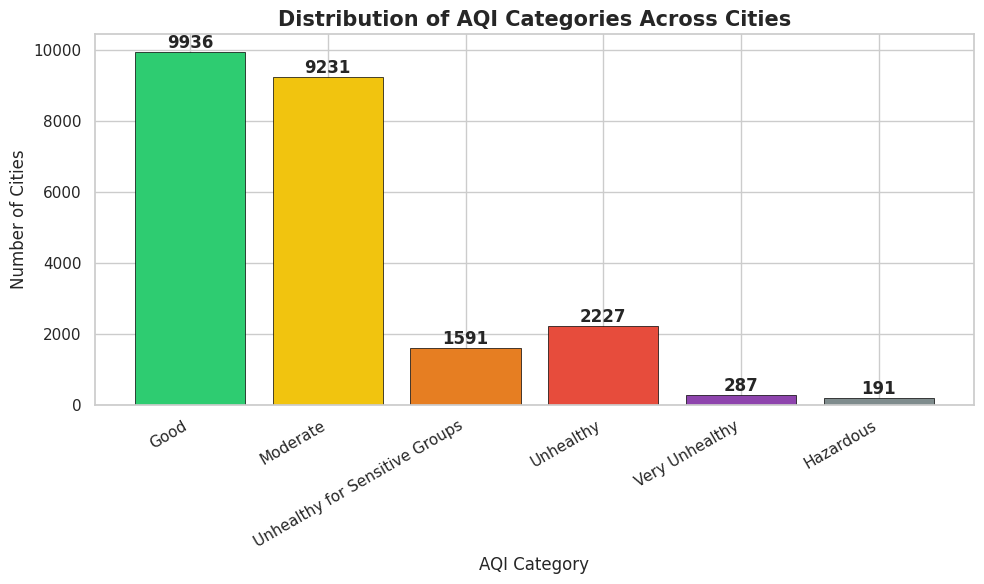 Distribution of AQI Categories Across Cities
Number of Cities
10000
8000
6000
4000
2000
0
9936
9231
1591
2227
287
191
Good
Moderate
Unhealthy for Sensitive Groups
Unhealthy
Very Unhealthy
Hazardous
AQI Category